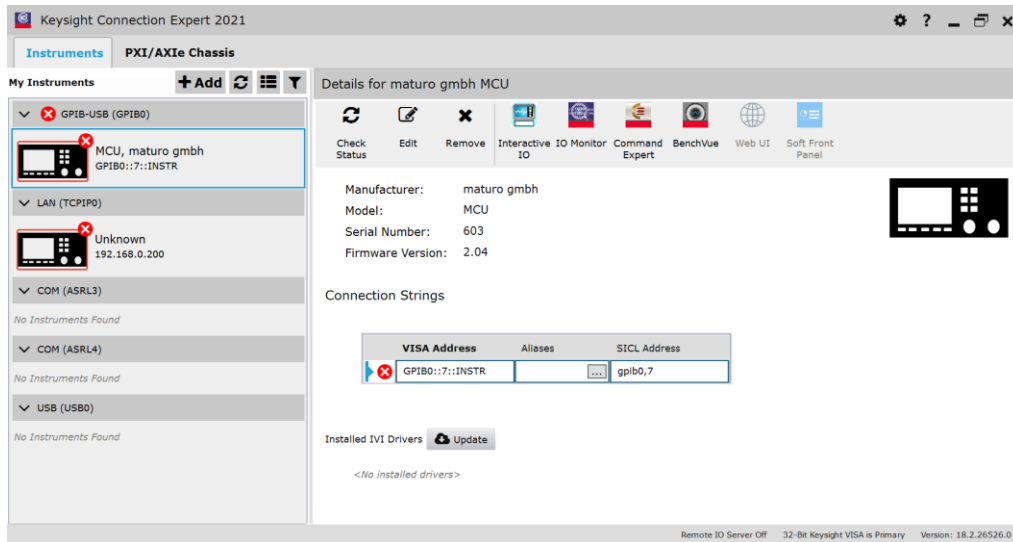 Keysight Connection Expert 2021
Instruments PXI/AXIe Chassis
My Instruments Add
Details for maturo gmbh MCU
GPIB-USB (GPIB0)
MCU, maturo gmbh
GPIB0::7::INSTR
LAN (TCPIP0)
Unknown
192.168.0.200
COM (ASRL3)
No Instruments Found
COM (ASRL4)
No Instruments Found
USB (USB0)
No Instruments Found
Check Status
Edit
Remove
Interactive IO
IO Monitor
Command Expert
BenchVue
Web UI
Soft Front Panel
Manufacturer: maturo gmbh
Model: MCU
Serial Number: 603
Firmware Version: 2.04
Connection Strings
VISA Address Aliases SICL Address
GPIB0::7::INSTR ... gpib0,7
Installed IVI Drivers Update
<No installed drivers>
Remote IO Server Off 32-Bit Keysight VISA is Primary Version: 18.2.26526.0